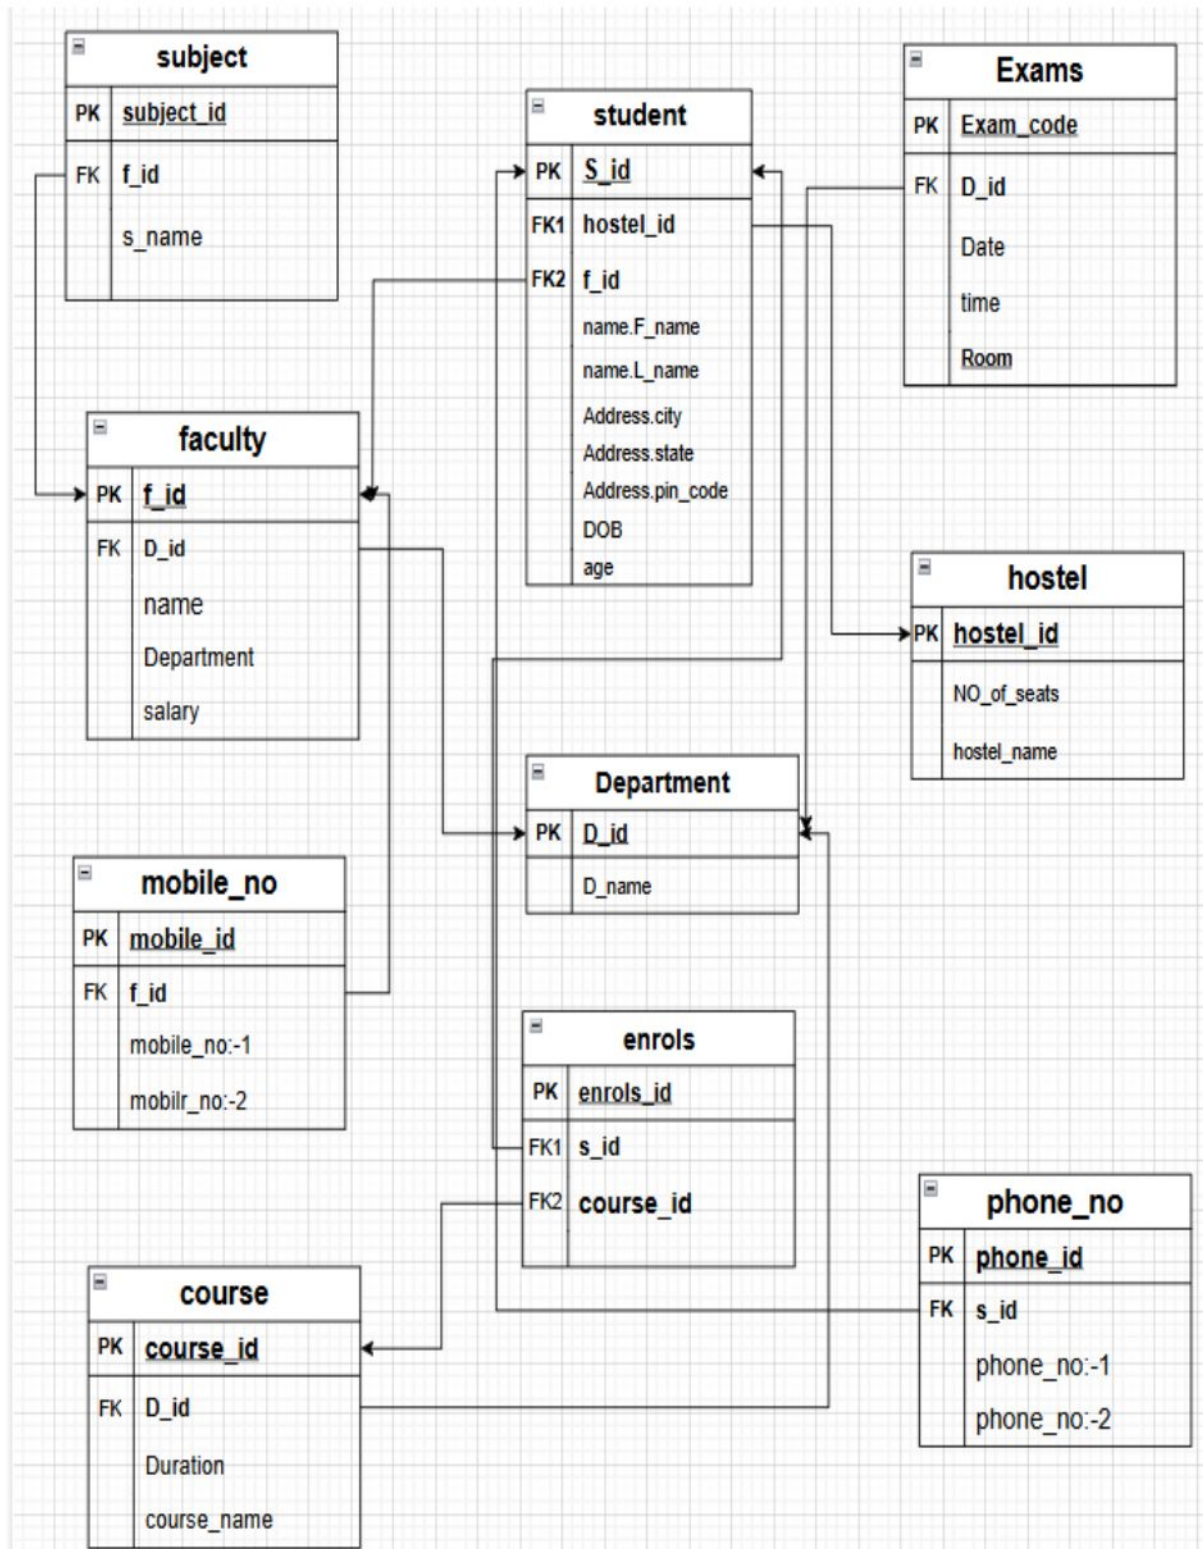 subject
PK subject_id
FK f_id
s_name
student
PK S_id
FK1 hostel_id
FK2 f_id
name.F_name
name.L_name
Address.city
Address.state
Address.pin_code
DOB
age
Exams
PK Exam_code
FK D_id
Date
time
Room
faculty
PK f_id
FK D_id
name
Department
salary
hostel
PK hostel_id
NO_of_seats
hostel_name
Department
PK D_id
D_name
mobile_no
PK mobile_id
FK f_id
mobile_no:-1
mobilr_no:-2
enrols
PK enrols_id
FK1 s_id
FK2 course_id
phone_no
PK phone_id
FK s_id
phone_no:-1
phone_no:-2
course
PK course_id
FK D_id
Duration
course_name